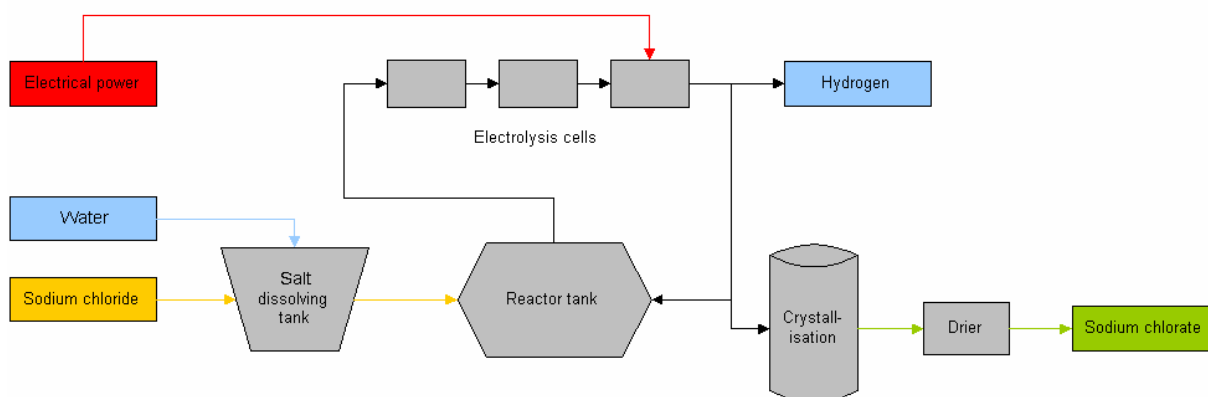 Electrical power
Hydrogen
Electrolysis cells
Water
Salt
dissolving
tank
Sodium chloride
Reactor tank
Crystall-
isation
Drier
Sodium chlorate